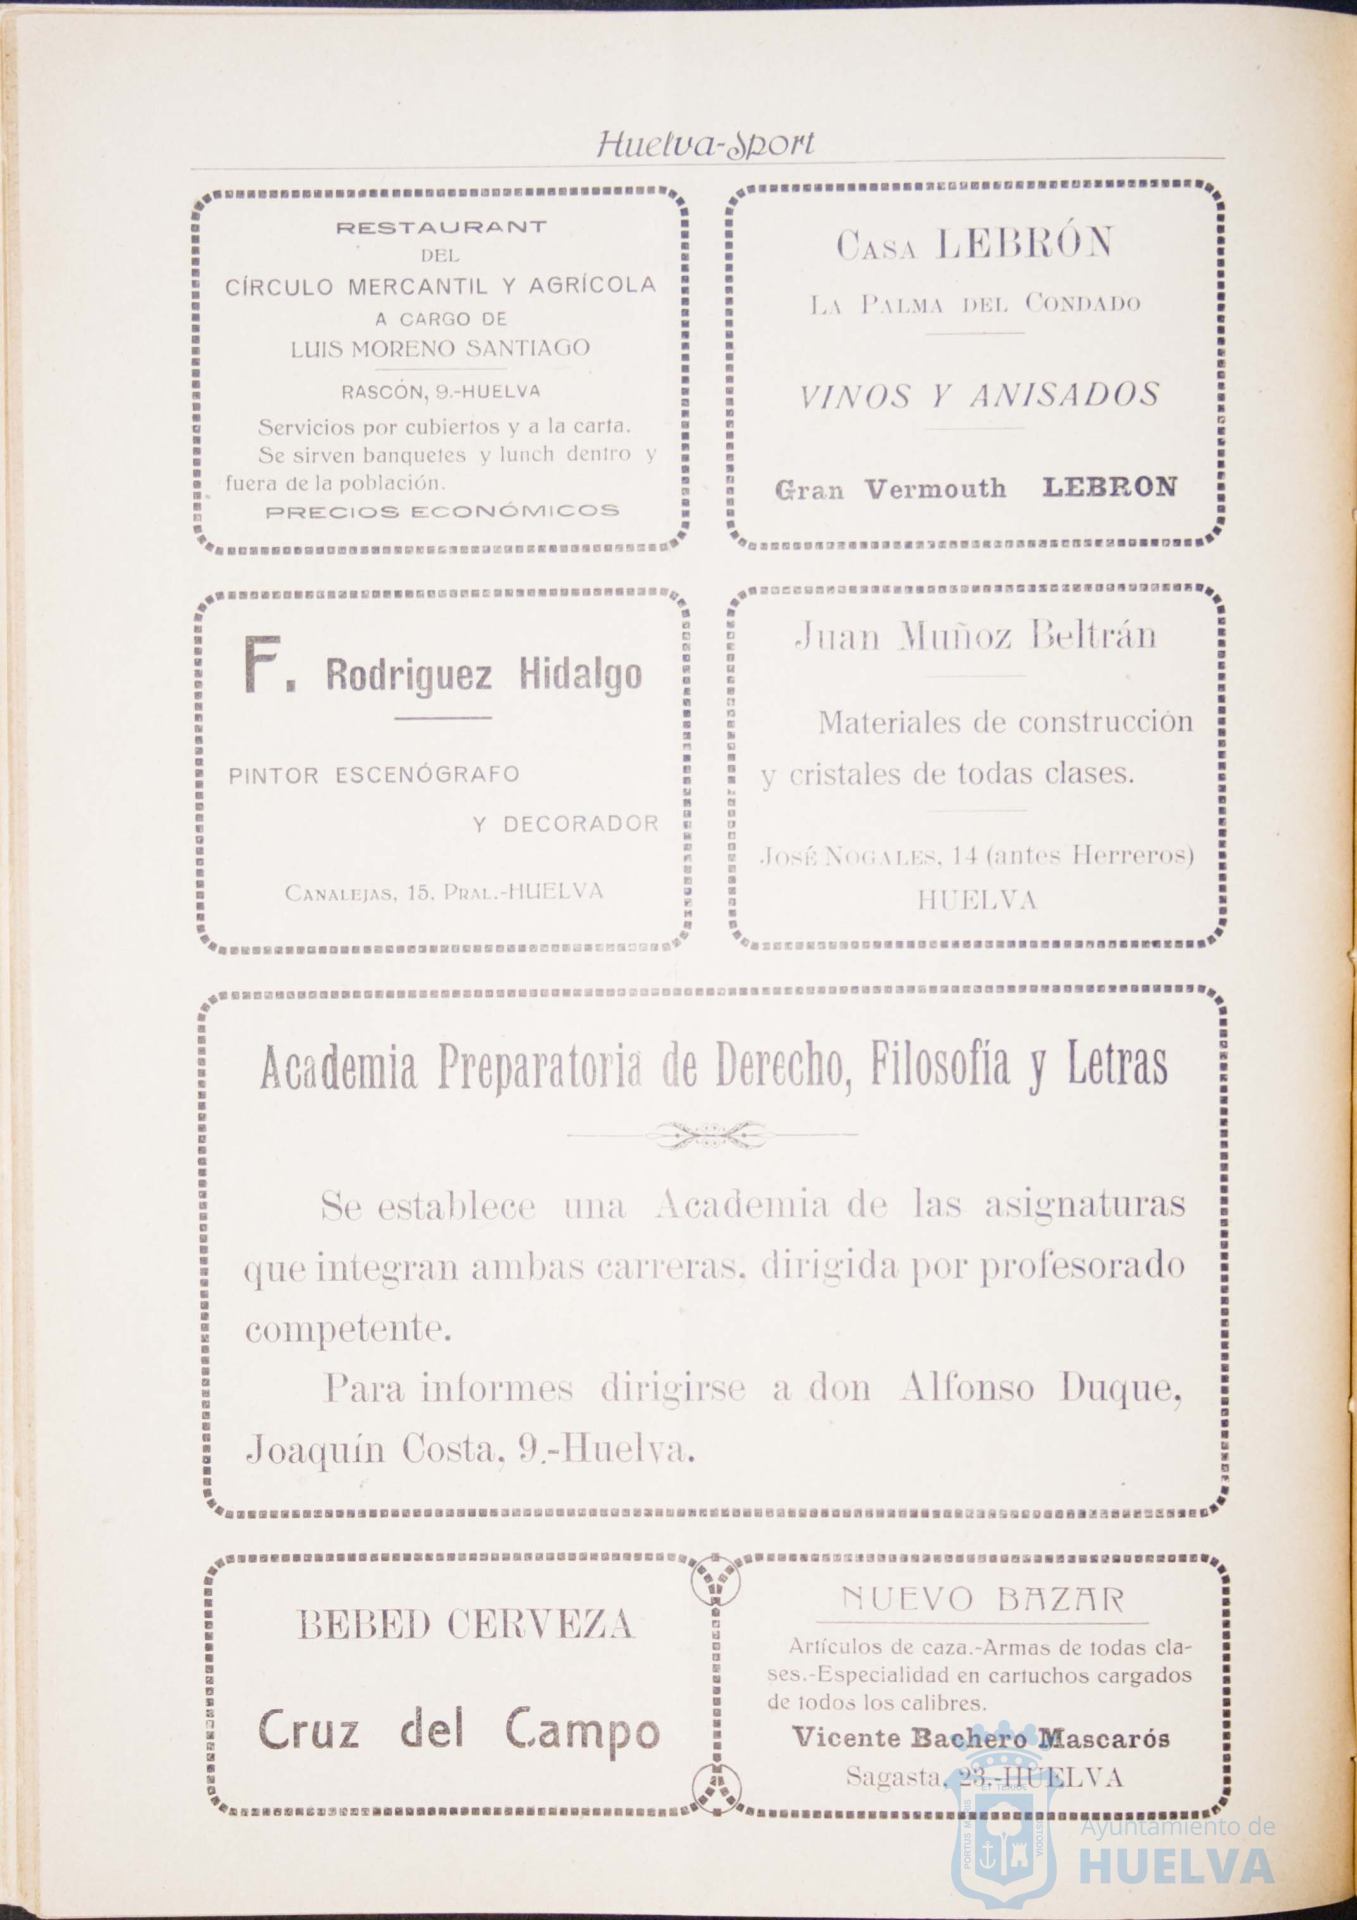 Huelva-Sport
RESTAURANT
DEL
CÍRCULO MERCANTIL Y AGRÍCOLA
A CARGO DE
LUIS MORENO SANTIAGO
RASCÓN, 9.-HUELVA
Servicios por cubiertos y a la carta.
Se sirven banquetes y lunch dentro y
fuera de la población.
PRECIOS ECONÓMICOS
CASA LEBRÓN
LA PALMA DEL CONDADO
VINOS Y ANISADOS
Gran Vermouth LEBRON
F. Rodriguez Hidalgo
PINTOR ESCENÓGRAFO
Y DECORADOR
CANALEJAS, 15, PRAL.-HUELVA
Juan Muñoz Beltrán
Materiales de construcción
y cristales de todas clases.
JOSÉ NOGALES, 14 (antes Herreros)
HUELVA
Academia Preparatoria de Derecho, Filosofía y Letras
Se establece una Academia de las asignaturas
que integran ambas carreras, dirigida por profesorado
competente.
Para informes dirigirse a don Alfonso Duque,
Joaquín Costa, 9.-Huelva.
BEBED CERVEZA
Cruz del Campo
NUEVO BAZAR
Artículos de caza.-Armas de todas cla-
ses.-Especialidad en cartuchos cargados
de todos los calibres.
Vicente Bachero Mascarós
Sagasta, 23.-HUELVA
PORTUS MARIS ET TERRE CUSTODIA
Ayuntamiento de
HUELVA